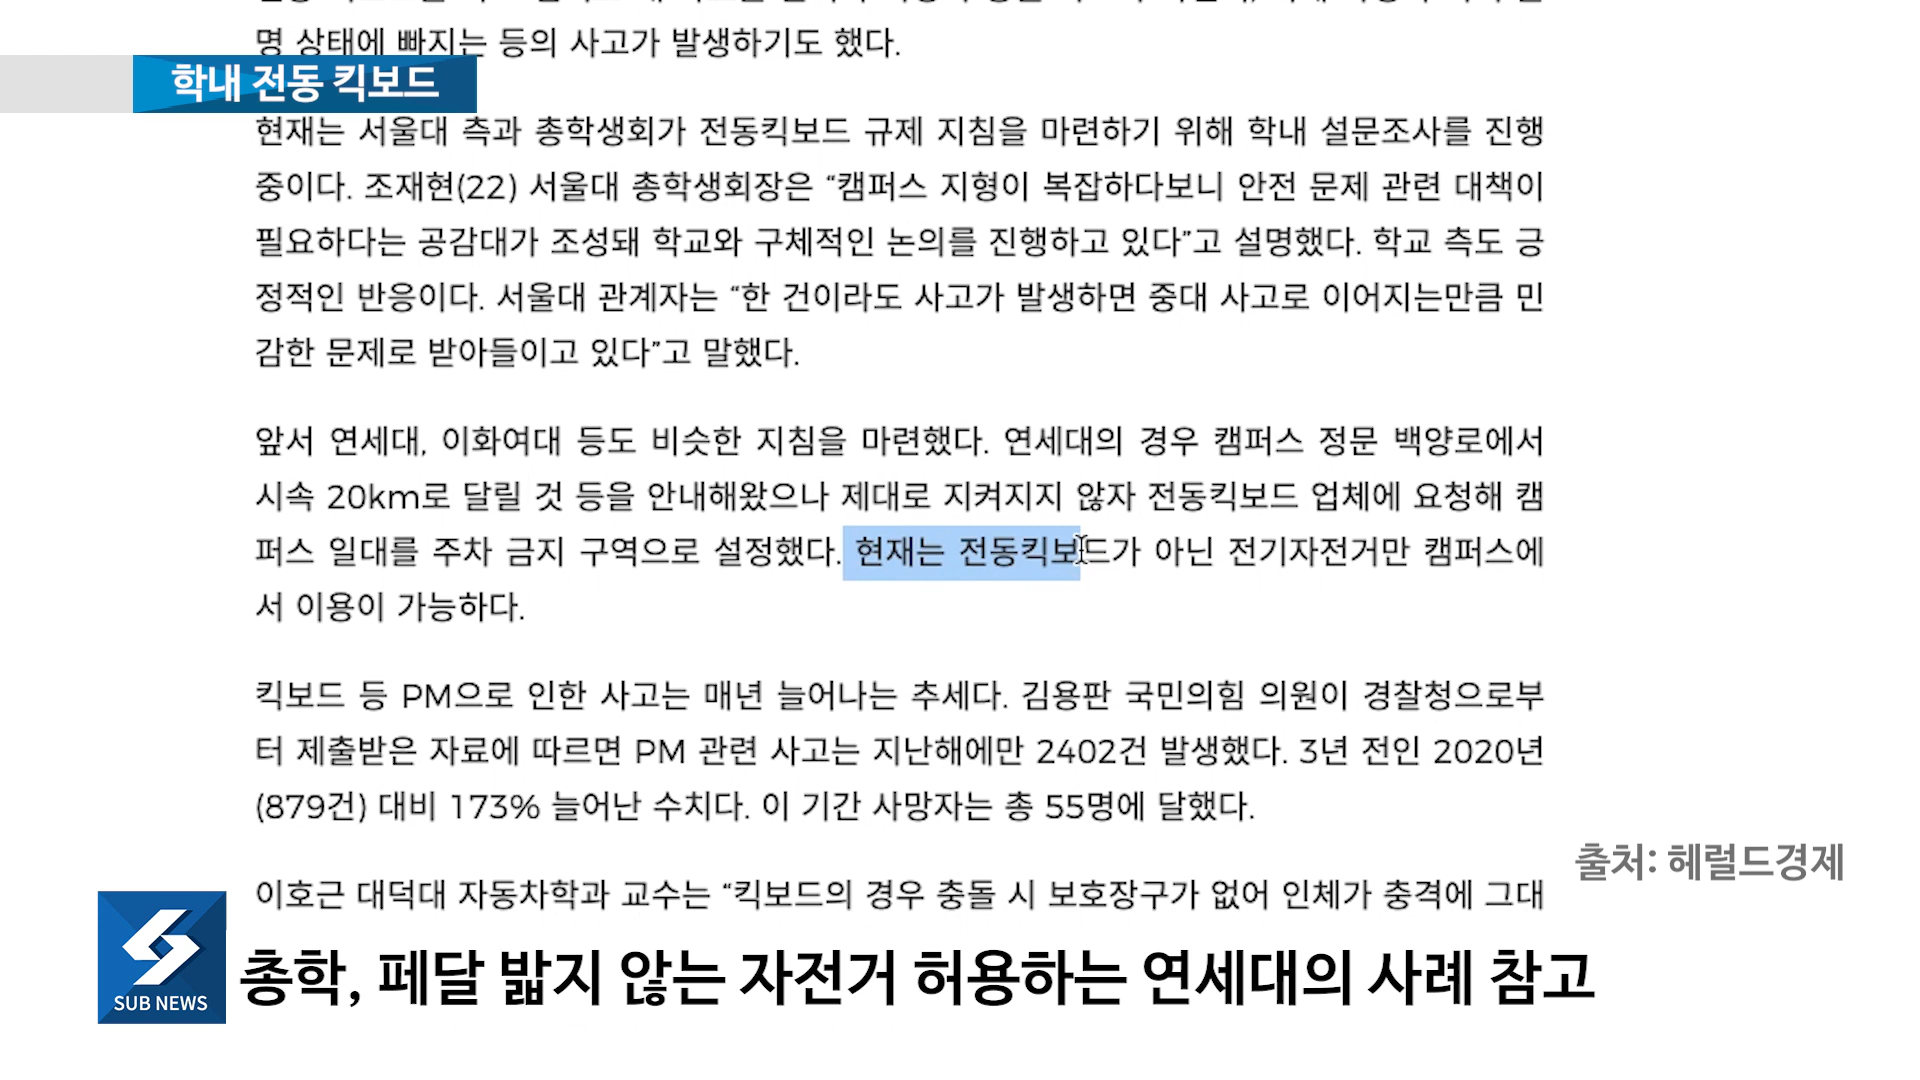 명 상태에 빠지는 등의 사고가 발생하기도 했다.
학내 전동 킥보드
현재는 서울대 측과 총학생회가 전동킥보드 규제 지침을 마련하기 위해 학내 설문조사를 진행
중이다. 조재현(22) 서울대 총학생회장은 “캠퍼스 지형이 복잡하다보니 안전 문제 관련 대책이
필요하다는 공감대가 조성돼 학교와 구체적인 논의를 진행하고 있다”고 설명했다. 학교 측도 긍
정적인 반응이다. 서울대 관계자는 “한 건이라도 사고가 발생하면 중대 사고로 이어지는만큼 민
감한 문제로 받아들이고 있다”고 말했다.
앞서 연세대, 이화여대 등도 비슷한 지침을 마련했다. 연세대의 경우 캠퍼스 정문 백양로에서
시속 20km로 달릴 것 등을 안내해왔으나 제대로 지켜지지 않자 전동킥보드 업체에 요청해 캠
퍼스 일대를 주차 금지 구역으로 설정했다. 현재는 전동킥보드가 아닌 전기자전거만 캠퍼스에
서 이용이 가능하다.
킥보드 등 PM으로 인한 사고는 매년 늘어나는 추세다. 김용판 국민의힘 의원이 경찰청으로부
터 제출받은 자료에 따르면 PM 관련 사고는 지난해에만 2402건 발생했다. 3년 전인 2020년
(879건) 대비 173% 늘어난 수치다. 이 기간 사망자는 총 55명에 달했다.
출처: 헤럴드경제
이호근 대덕대 자동차학과 교수는 “킥보드의 경우 충돌 시 보호장구가 없어 인체가 충격에 그대
총학, 페달 밟지 않는 자전거 허용하는 연세대의 사례 참고
SUB NEWS